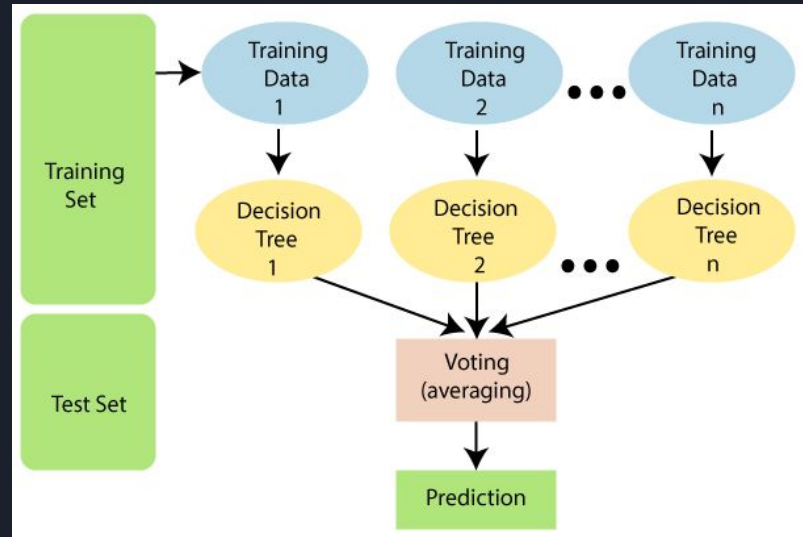 Training
Set
Test Set
Training
Data
1
Training
Data
2
Training
Data
n
Decision
Tree
1
Decision
Tree
2
Decision
Tree
n
Voting
(averaging)
Prediction